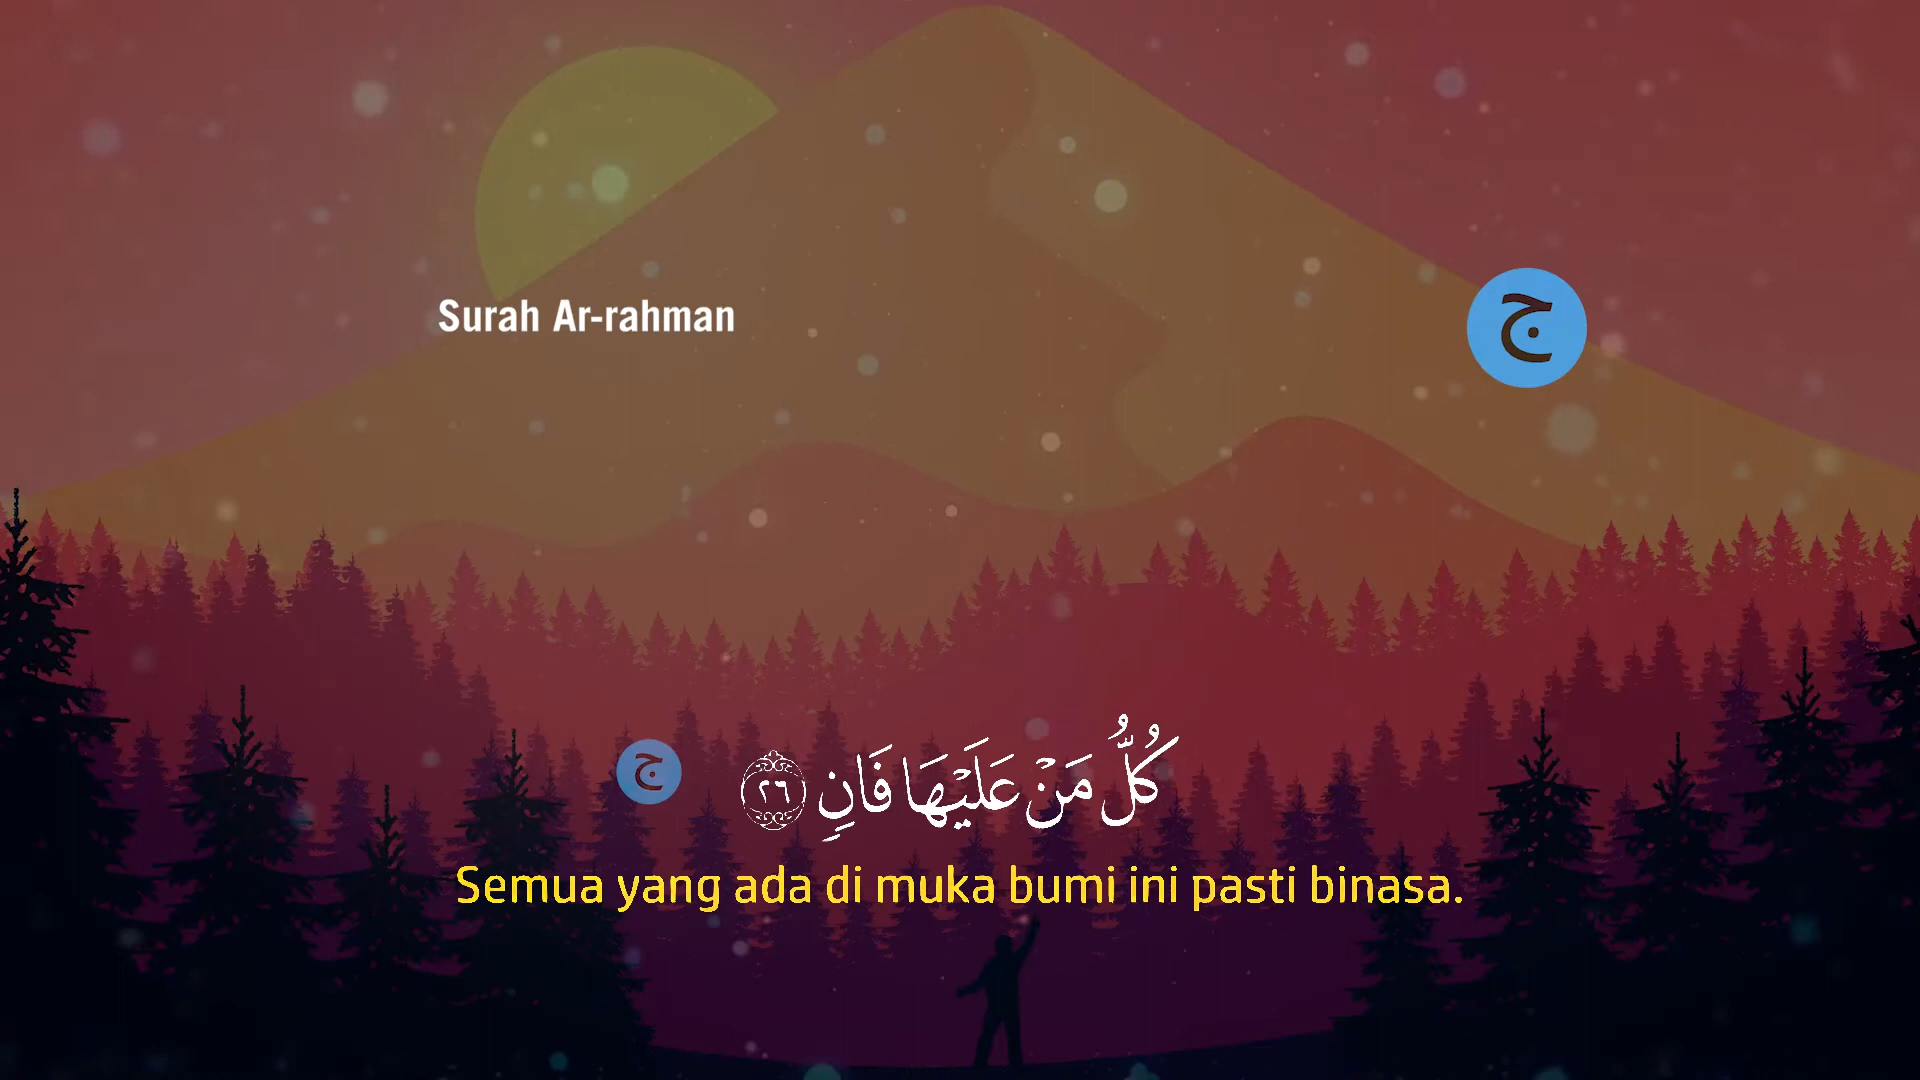 Surah Ar-rahman
ج
كُلُّ مَنْ عَلَيْهَا فَانٍ ٢٦
ج
Semua yang ada di muka bumi ini pasti binasa.